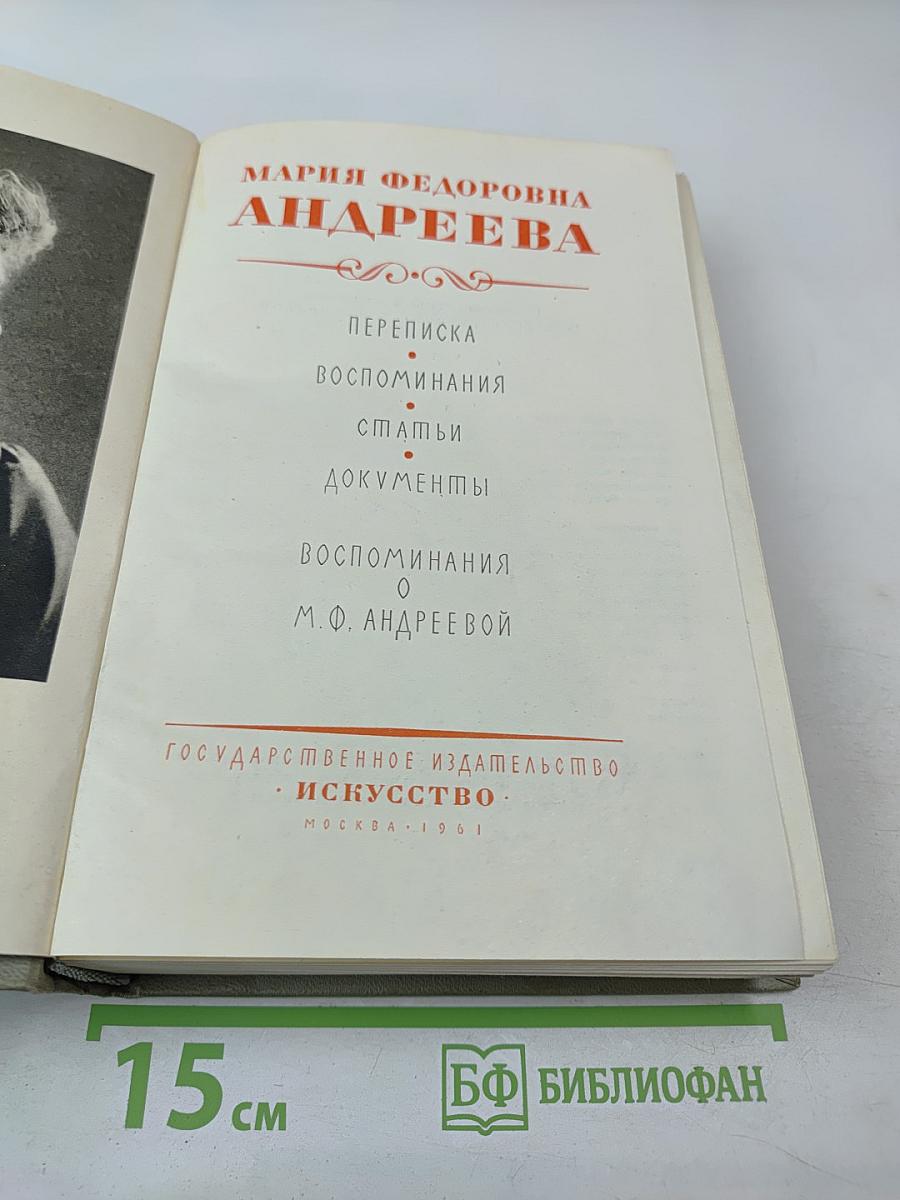 МАРИЯ ФЕДОРОВНА
АНДРЕЕВА
ПЕРЕПИСКА
ВОСПОМИНАНИЯ
СТАТЬИ
ДОКУМЕНТЫ
ВОСПОМИНАНИЯ
О
М.Ф. АНДРЕЕВОЙ
ГОСУДАРСТВЕННОЕ ИЗДАТЕЛЬСТВО
· ИСКУССТВО ·
МОСКВА · 1961
15 см
БФ БИБЛИОФАН